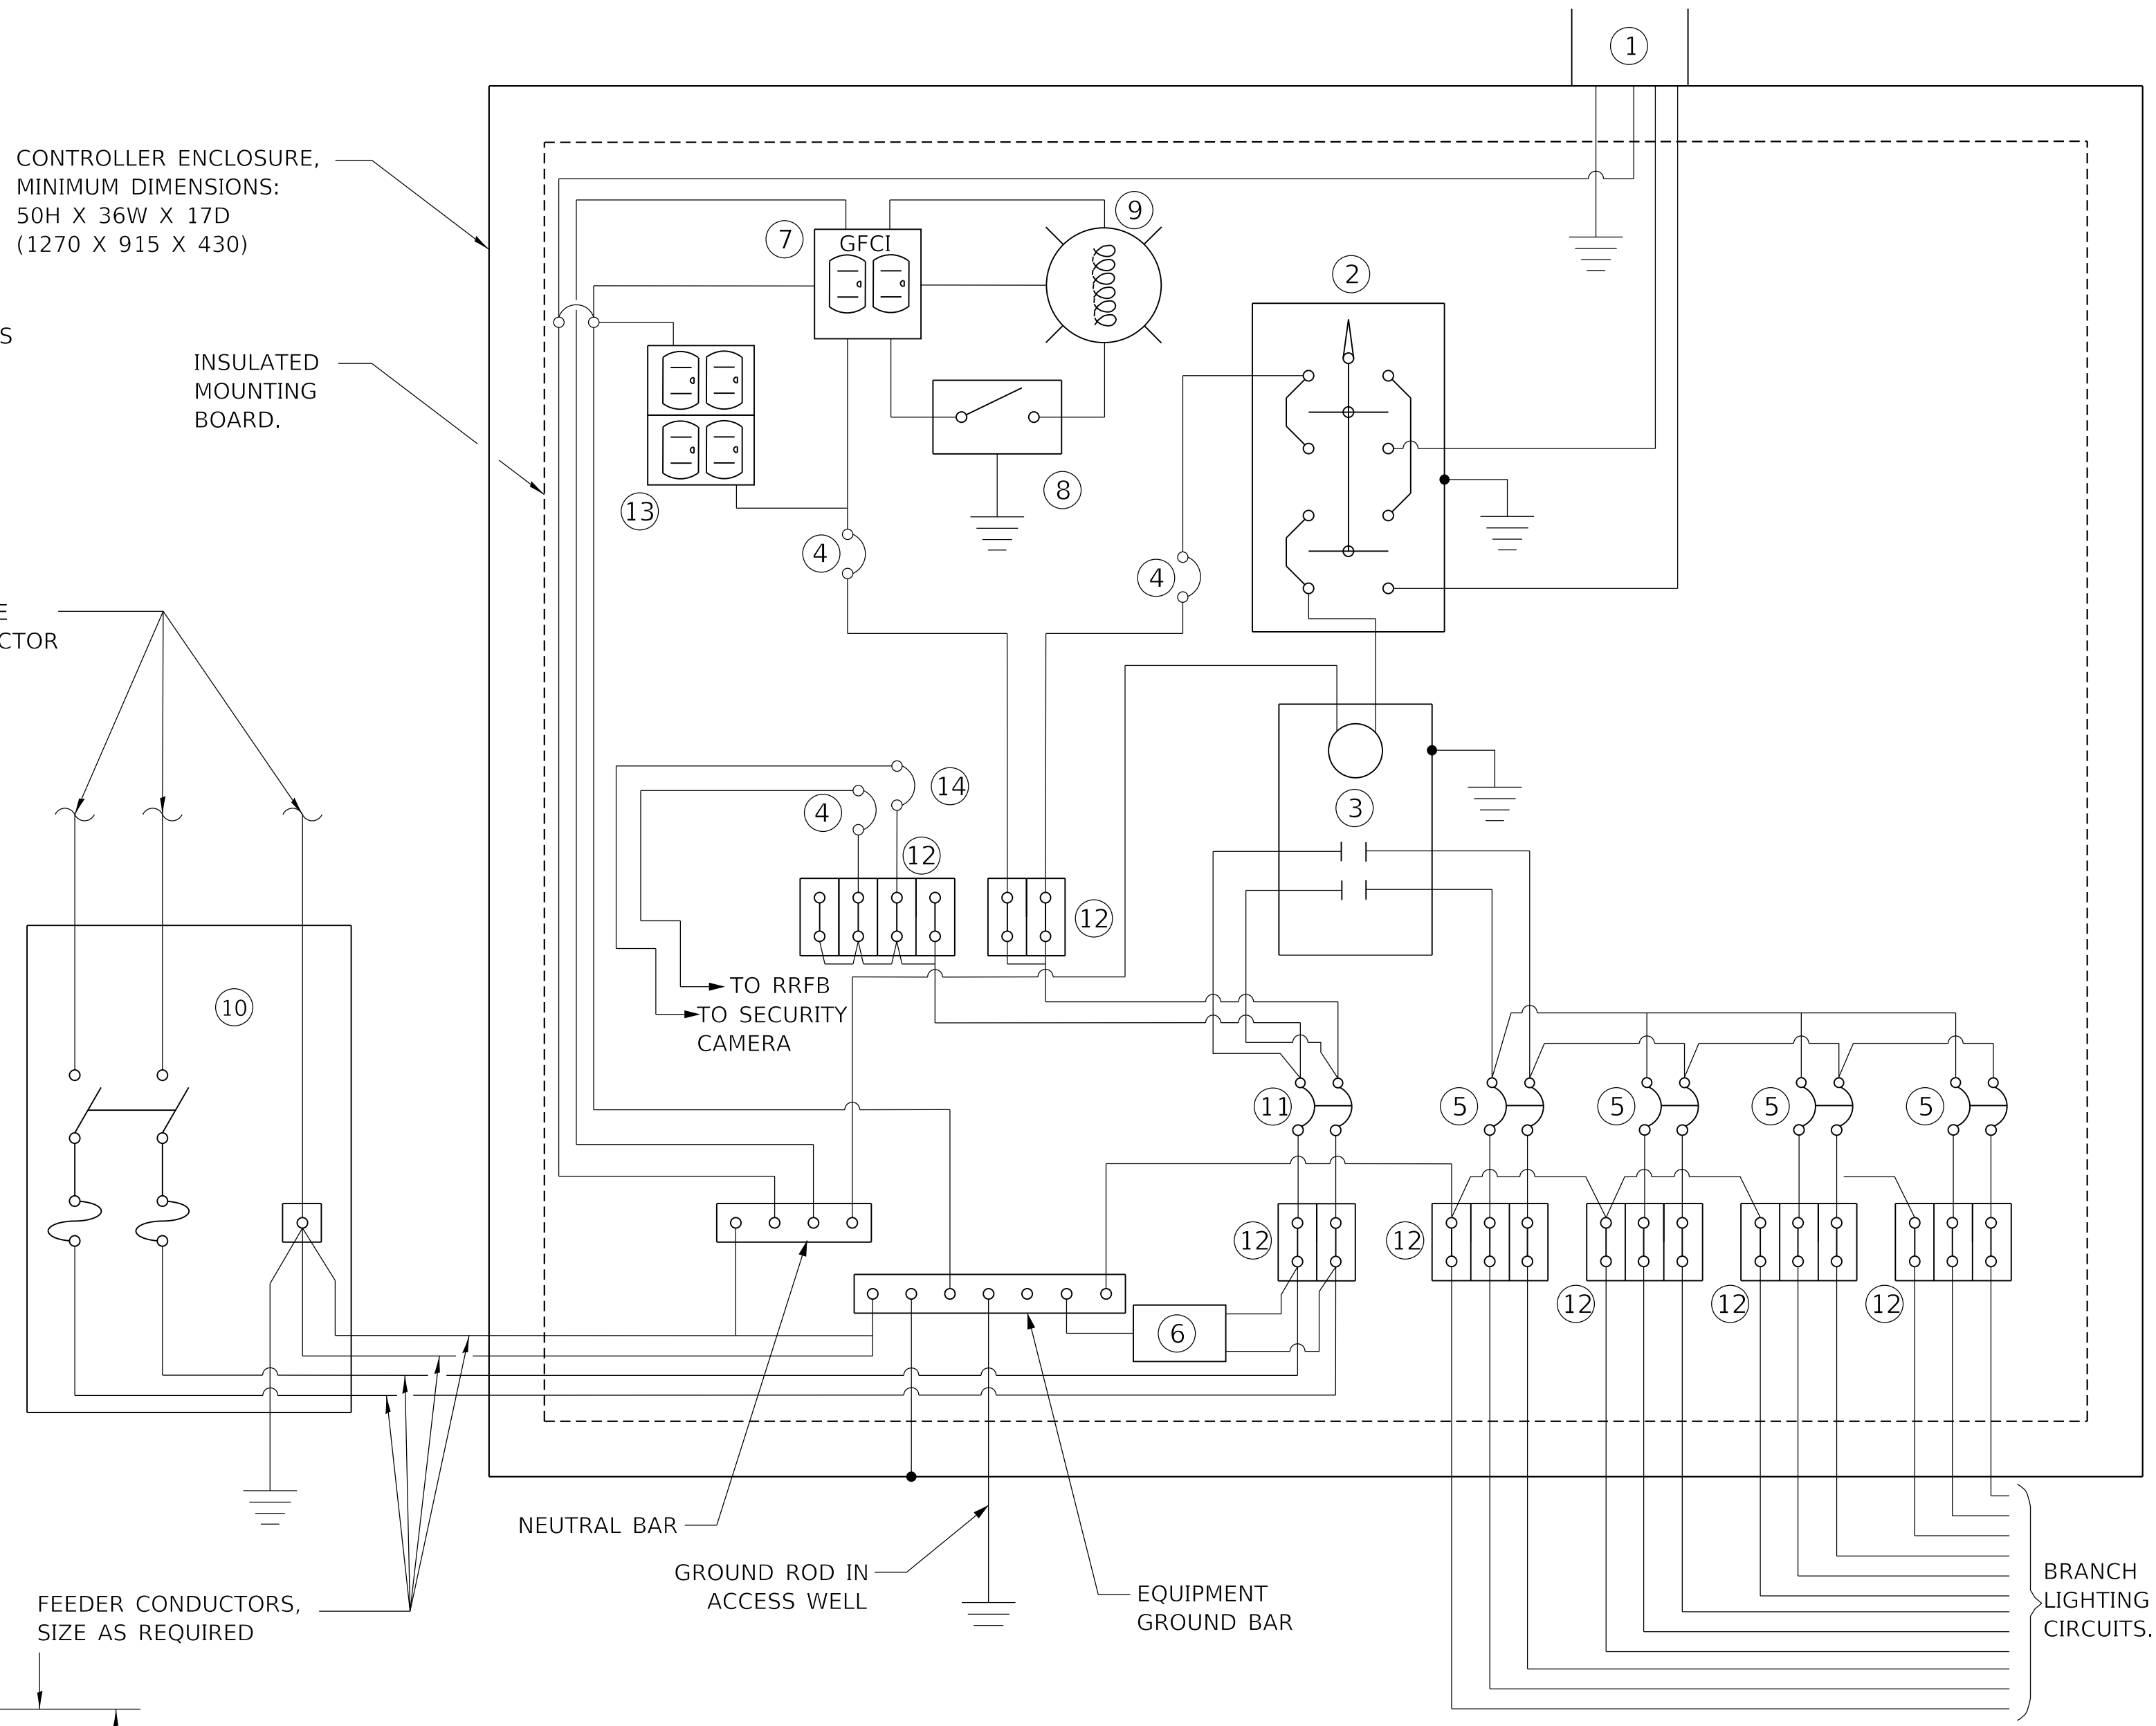 1
CONTROLLER ENCLOSURE,
MINIMUM DIMENSIONS:
50H X 36W X 17D
(1270 X 915 X 430)
9
7
GFCI
2
S
INSULATED
MOUNTING
BOARD.
8
13
4
4
E
CTOR
14
4
3
12
12
TO RRFB
10
TO SECURITY
CAMERA
11
5
5
5
5
12
12
12
12
12
6
NEUTRAL BAR
GROUND ROD IN
ACCESS WELL
EQUIPMENT
GROUND BAR
BRANCH
LIGHTING
CIRCUITS.
FEEDER CONDUCTORS,
SIZE AS REQUIRED